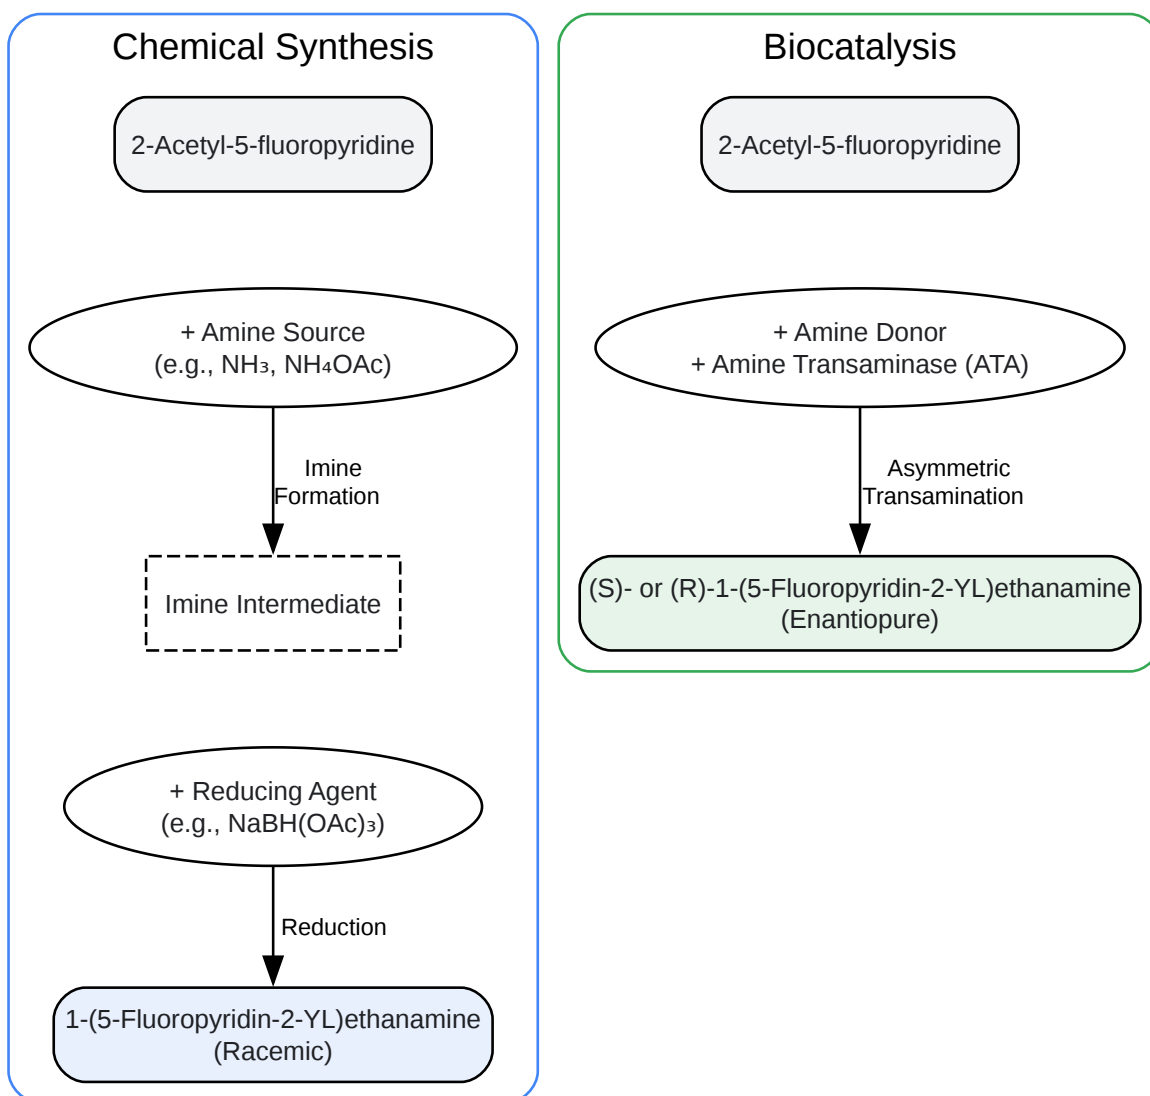 Chemical Synthesis
2-Acetyl-5-fluoropyridine
+ Amine Source
(e.g., NH₃, NH₄OAc)
Imine
Formation
Imine Intermediate
+ Reducing Agent
(e.g., NaBH(OAc)₃)
Reduction
1-(5-Fluoropyridin-2-YL)ethanamine
(Racemic)
Biocatalysis
2-Acetyl-5-fluoropyridine
+ Amine Donor
+ Amine Transaminase (ATA)
Asymmetric
Transamination
(S)- or (R)-1-(5-Fluoropyridin-2-YL)ethanamine
(Enantiopure)